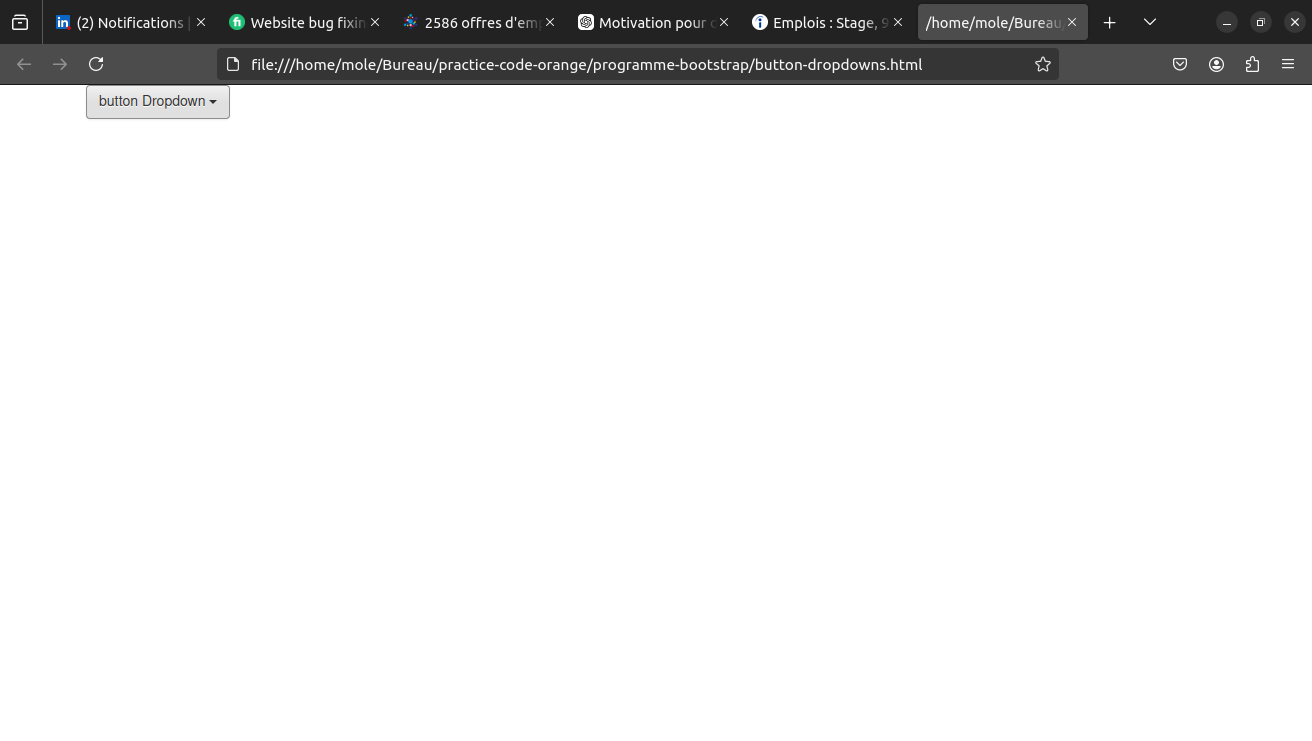 (2) Notifications |
Website bug fixin
2586 offres d'emp
Motivation pour
Emplois : Stage, 9
/home/mole/Bureau/
file:///home/mole/Bureau/practice-code-orange/programme-bootstrap/button-dropdowns.html
button Dropdown